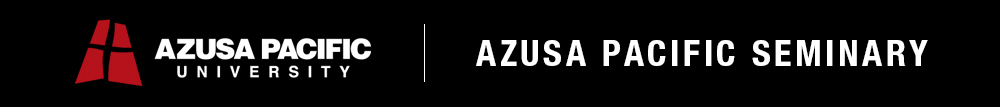 AZUSA PACIFIC
UNIVERSITY
AZUSA PACIFIC SEMINARY